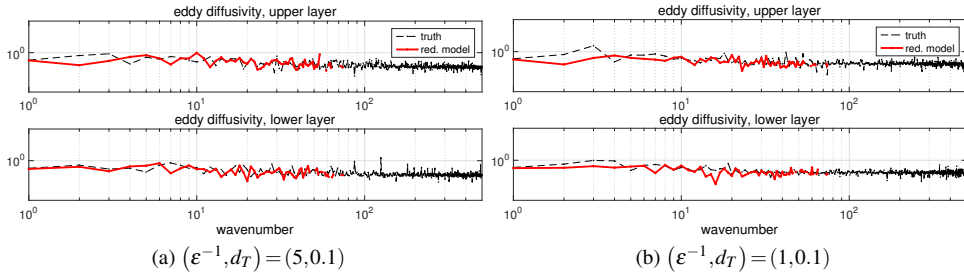 eddy diffusivity, upper layer
10^0
truth
red. model
10^0 10^1 10^2
eddy diffusivity, lower layer
10^0
10^0 10^1 10^2
wavenumber
(a) (ε^{-1}, d_T) = (5,0.1)
eddy diffusivity, upper layer
10^0
truth
red. model
10^0 10^1 10^2
eddy diffusivity, lower layer
10^0
10^0 10^1 10^2
wavenumber
(b) (ε^{-1}, d_T) = (1,0.1)